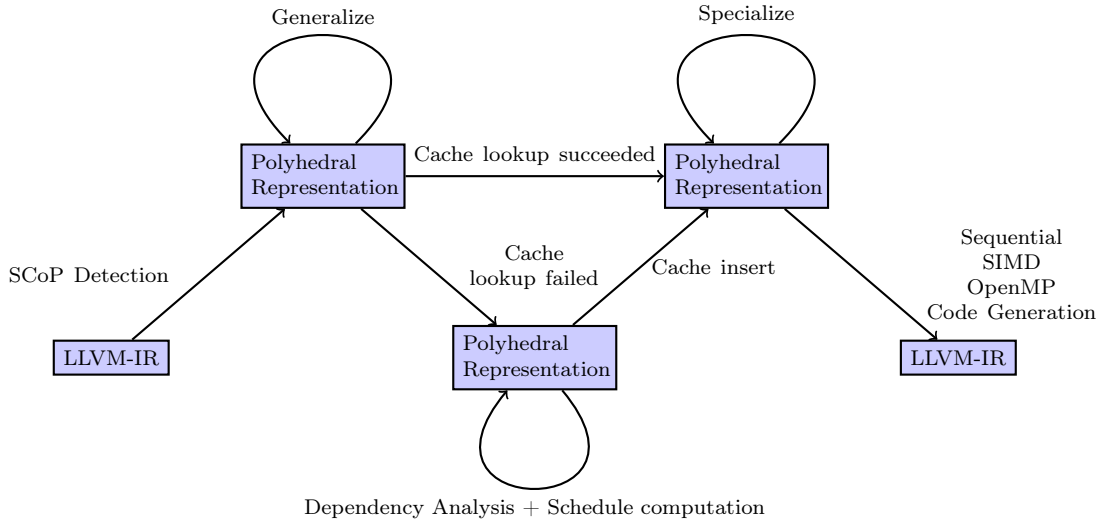 Generalize
Specialize
Polyhedral
Representation
Cache lookup succeeded
Polyhedral
Representation
SCoP Detection
Cache
lookup failed
Cache insert
Sequential
SIMD
OpenMP
Code Generation
LLVM-IR
Polyhedral
Representation
LLVM-IR
Dependency Analysis + Schedule computation